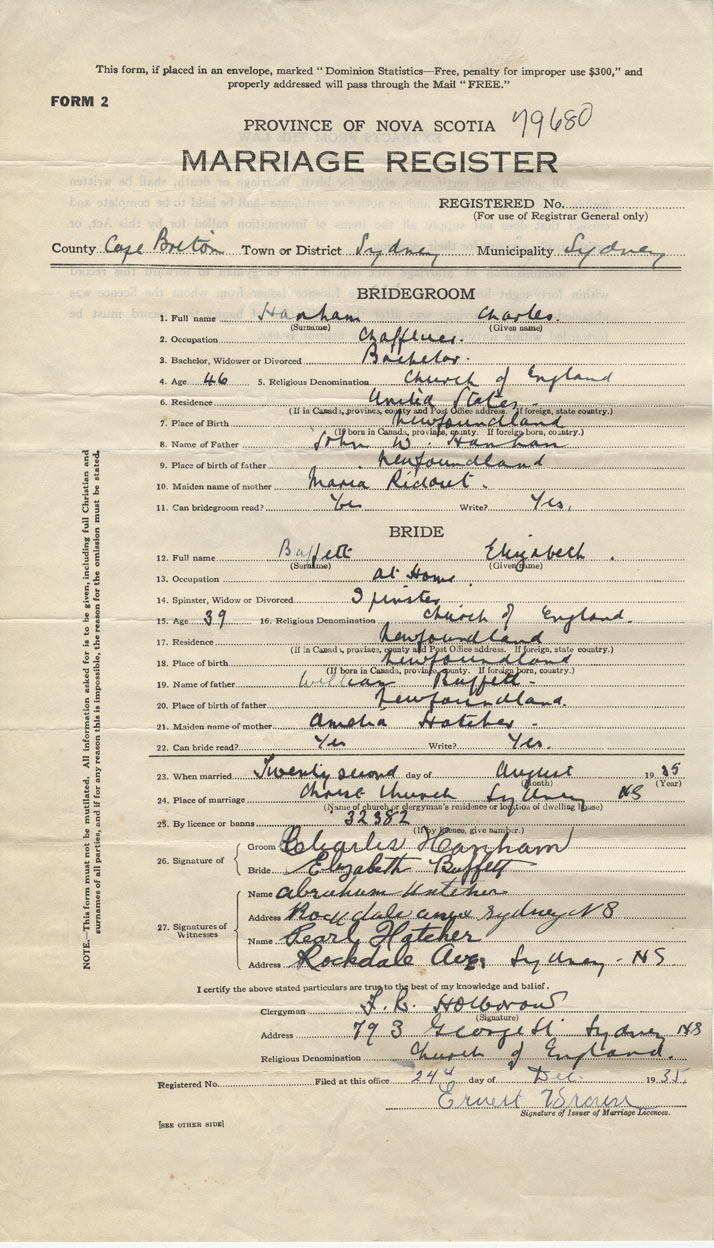 This form, if placed in an envelope, marked "Dominion Statistics—Free, penalty for improper use $300," and
properly addressed will pass through the Mail "FREE."
FORM 2
PROVINCE OF NOVA SCOTIA 79680
MARRIAGE REGISTER
REGISTERED No.
(For use of Registrar General only)
County Cape Breton Town or District Sydney Municipality Sydney
BRIDEGROOM
1. Full name Hanham Charles.
(Surname) (Given name)
2. Occupation Chaffeur.
3. Bachelor, Widower or Divorced Bachelor.
4. Age 46 5. Religious Denomination Church of England
6. Residence United States.
(If in Canada, province, county and Post Office address. If foreign, state country.)
7. Place of Birth Newfoundland
(If born in Canada, province, county. If foreign born, country.)
8. Name of Father John W. Hanham
9. Place of birth of father Newfoundland
10. Maiden name of mother Maria Ridout.
11. Can bridegroom read? Yes Write? Yes.
BRIDE
12. Full name Buffett Elizabeth.
(Surname) (Given name)
13. Occupation at Home
14. Spinster, Widow or Divorced Spinster
15. Age 39 16. Religious Denomination Church of England.
17. Residence Newfoundland
(If in Canada, province, county and Post Office address. If foreign, state country.)
18. Place of birth Newfoundland
(If born in Canada, province, county. If foreign born, country.)
19. Name of father William Buffett.
20. Place of birth of father Newfoundland.
21. Maiden name of mother Amelia Hatcher.
22. Can bride read? Yes Write? Yes.
23. When married Twenty second day of August 1935
(Month) (Year)
24. Place of marriage Christ Church Sydney NS
(Name of church or clergyman's residence or location of dwelling house)
25. By licence or banns 32382
(If by licence, give number.)
26. Signature of Groom Charles Hanham
Bride Elizabeth Buffett
27. Signatures of Witnesses Name Abraham Hatcher
Address Rockdale Sydney NS
Name Pearl Hatcher
Address Rockdale Ave, Sydney. NS
I certify the above stated particulars are true to the best of my knowledge and belief.
Clergyman
(Signature)
Address 793 George St Sydney NS
Religious Denomination Church of England.
Registered No. Filed at this office 24th day of Dec. 1935.
Ernest Brown
Signature of Issuer of Marriage Licences.
[SEE OTHER SIDE]
NOTE.—This form must not be mutilated. All information asked for is to be given, including full Christian and
surnames of all parties, and if for any reason this is impossible, the reason for the omission must be stated.